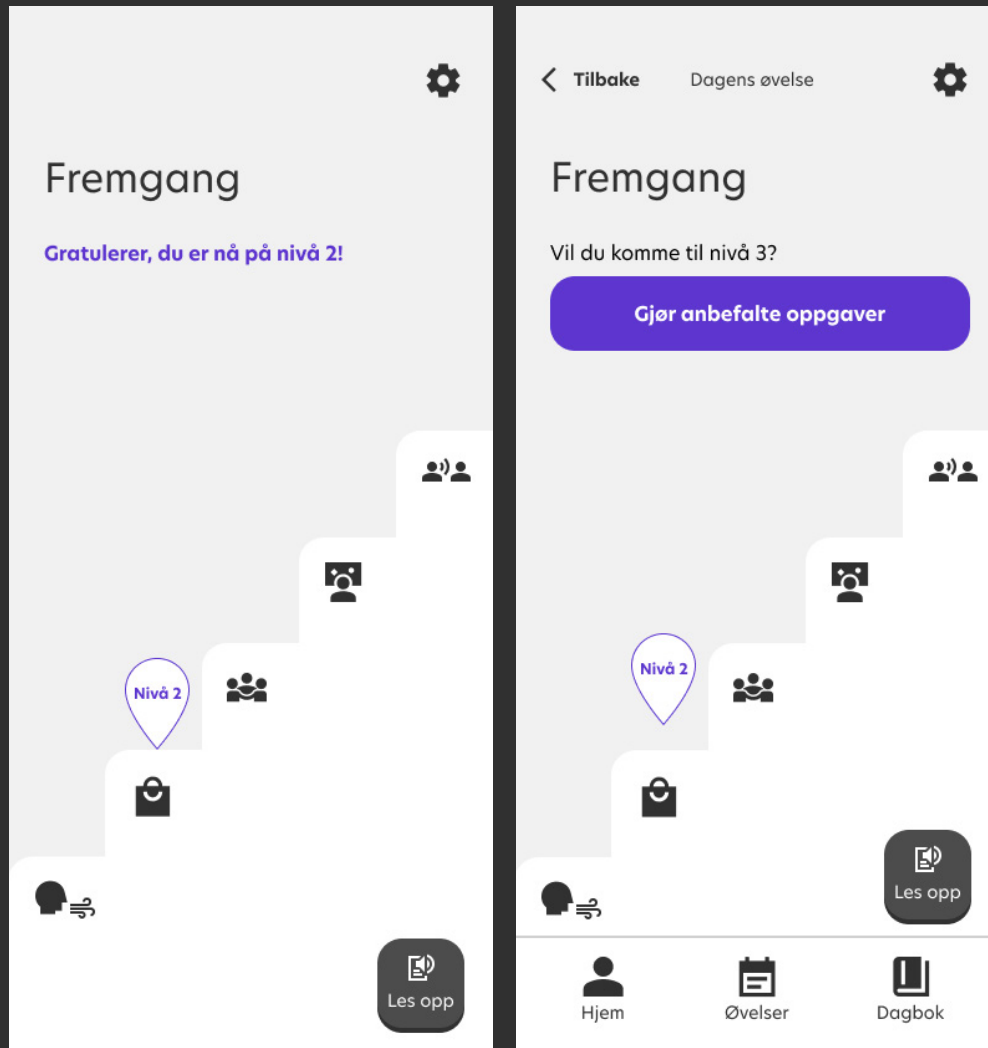 Fremgang
Gratulerer, du er nå på nivå 2!
Nivå 2
Les opp
Tilbake
Dagens øvelse
Fremgang
Vil du komme til nivå 3?
Gjør anbefalte oppgaver
Nivå 2
Les opp
Hjem
Øvelser
Dagbok